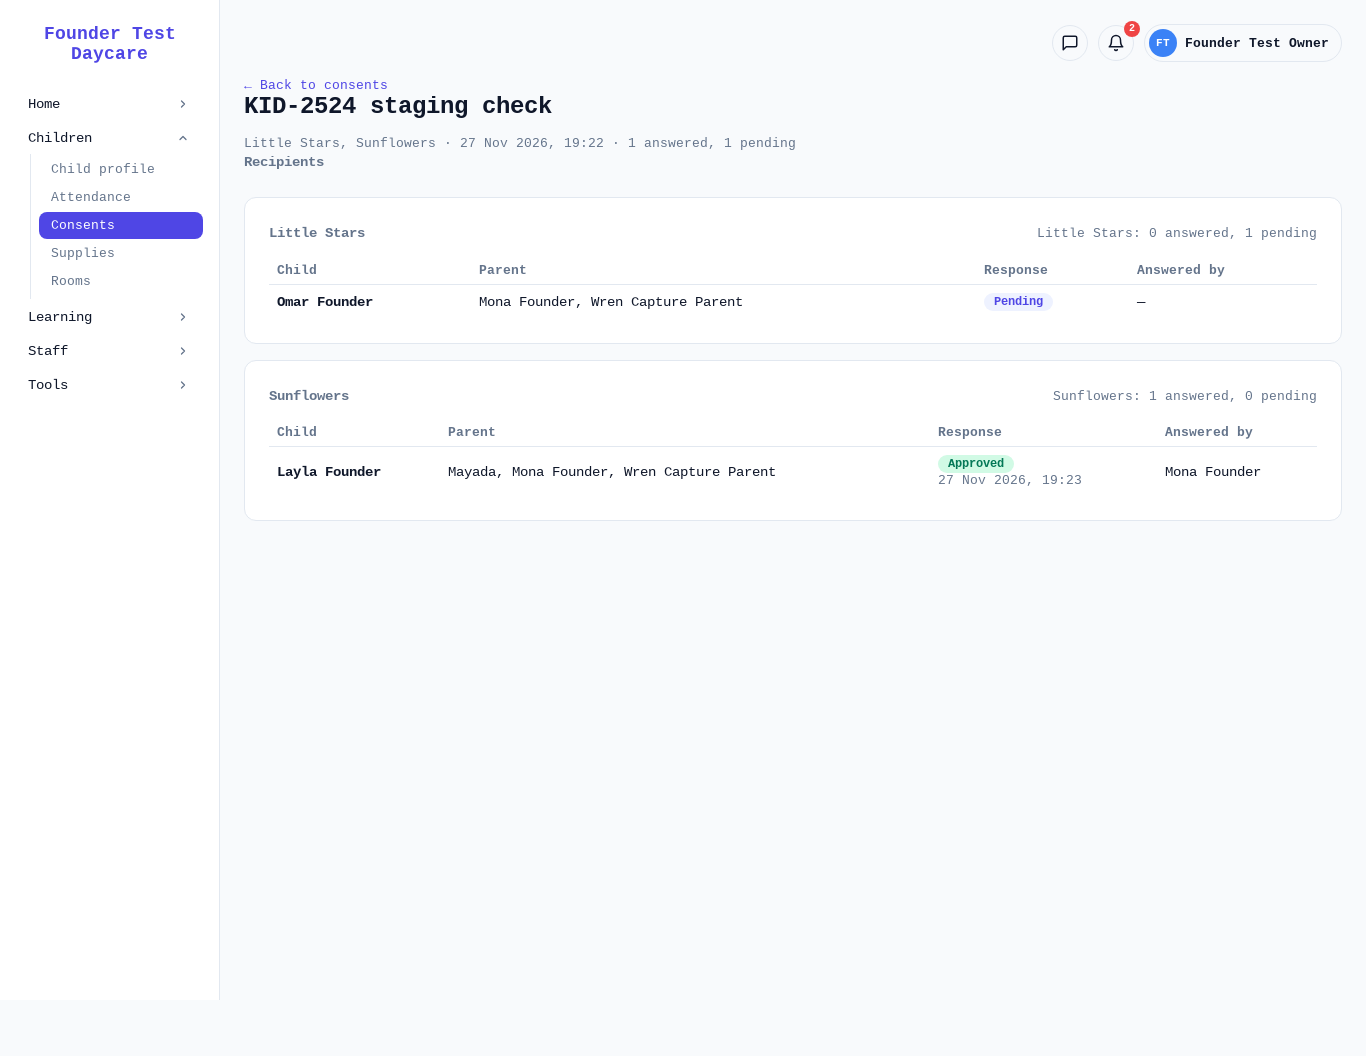 Founder Test
Daycare
Home
Children
Child profile
Attendance
Consents
Supplies
Rooms
Learning
Staff
Tools
2
FT
Founder Test Owner
← Back to consents
KID-2524 staging check
Little Stars, Sunflowers · 27 Nov 2026, 19:22 · 1 answered, 1 pending
Recipients
Little Stars
Little Stars: 0 answered, 1 pending
Child Parent Response Answered by
Omar Founder Mona Founder, Wren Capture Parent Pending —
Sunflowers
Sunflowers: 1 answered, 0 pending
Child Parent Response Answered by
Layla Founder Mayada, Mona Founder, Wren Capture Parent Approved Mona Founder
27 Nov 2026, 19:23